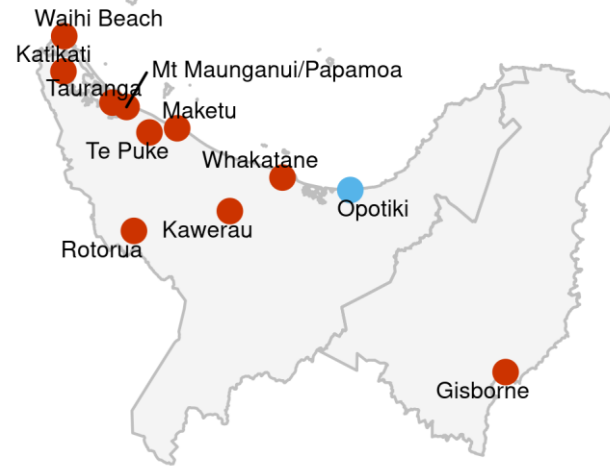 Waihi Beach
Katikati
Mt Maunganui/Papamoa
Tauranga
Maketu
Te Puke
Whakatane
Opotiki
Kawerau
Rotorua
Gisborne